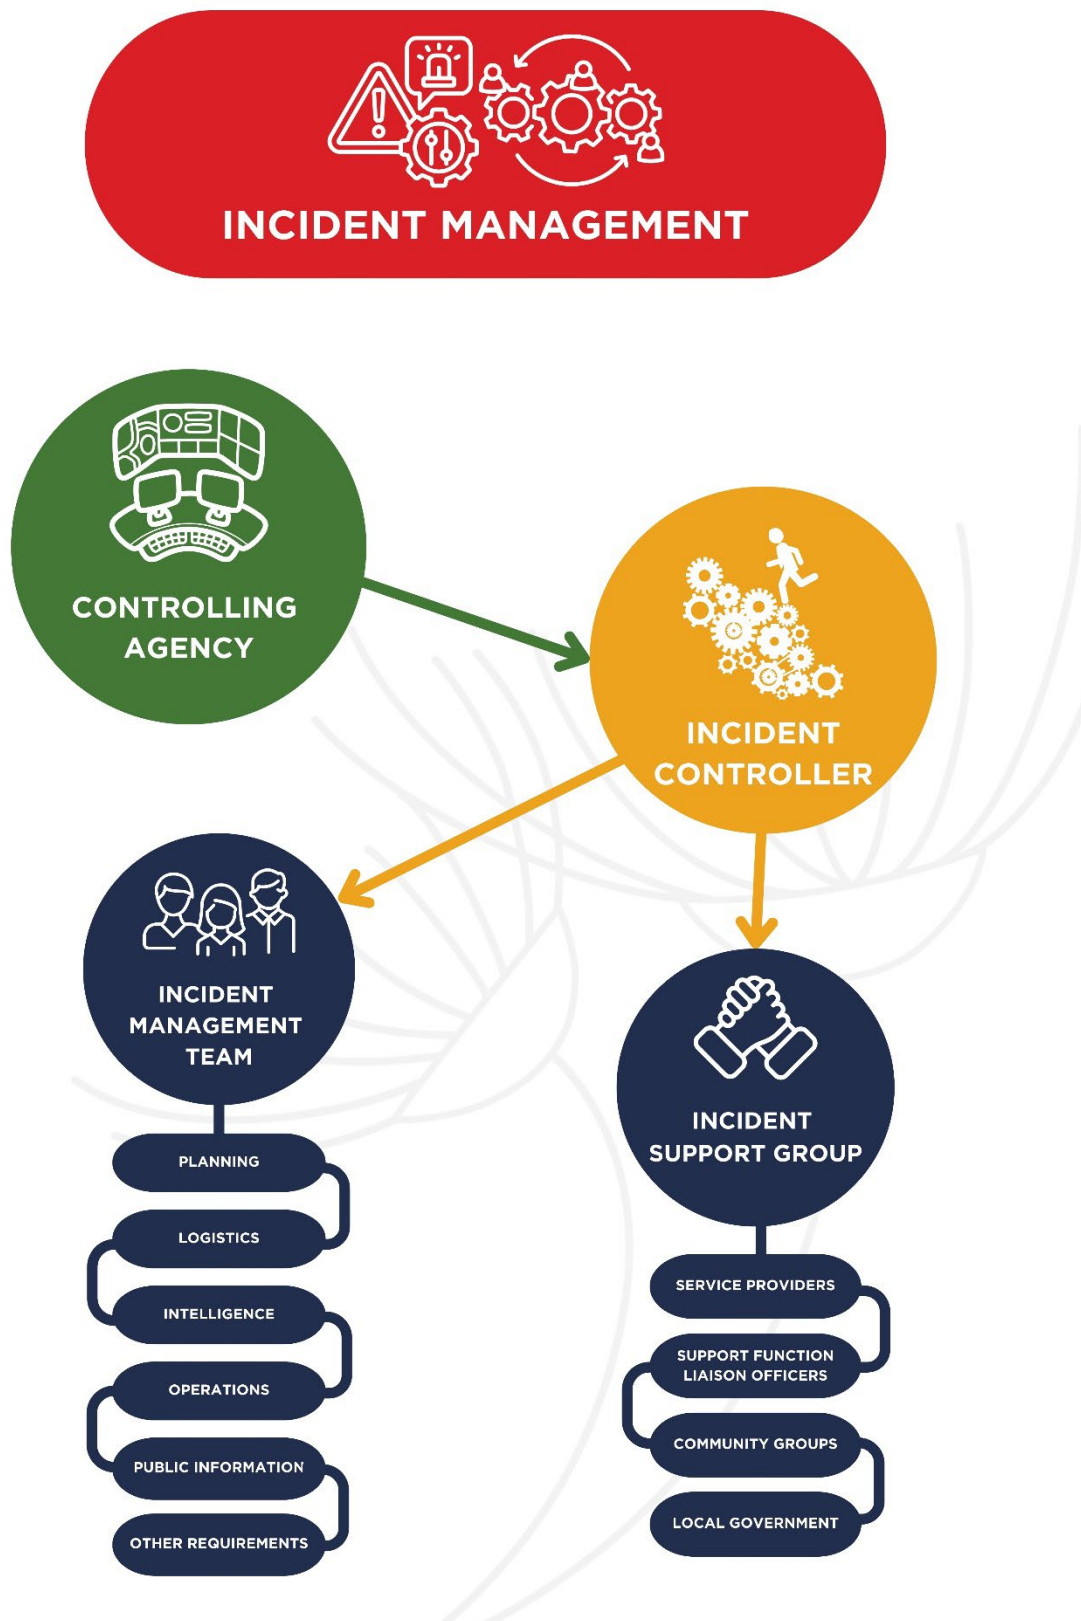 INCIDENT MANAGEMENT
CONTROLLING
AGENCY
INCIDENT
CONTROLLER
INCIDENT
MANAGEMENT
TEAM
PLANNING
LOGISTICS
INTELLIGENCE
OPERATIONS
PUBLIC INFORMATION
OTHER REQUIREMENTS
INCIDENT
SUPPORT GROUP
SERVICE PROVIDERS
SUPPORT FUNCTION
LIAISON OFFICERS
COMMUNITY GROUPS
LOCAL GOVERNMENT